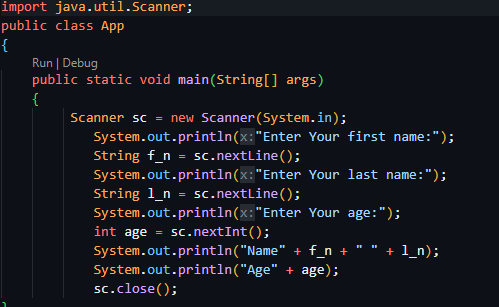 import java.util.Scanner;
public class App
{
Run | Debug
public static void main(String[] args)
{
Scanner sc = new Scanner(System.in);
System.out.println(x:"Enter Your first name:");
String f_n = sc.nextLine();
System.out.println(x:"Enter Your last name:");
String l_n = sc.nextLine();
System.out.println(x:"Enter Your age:");
int age = sc.nextInt();
System.out.println("Name" + f_n + " " + l_n);
System.out.println("Age" + age);
sc.close();
}